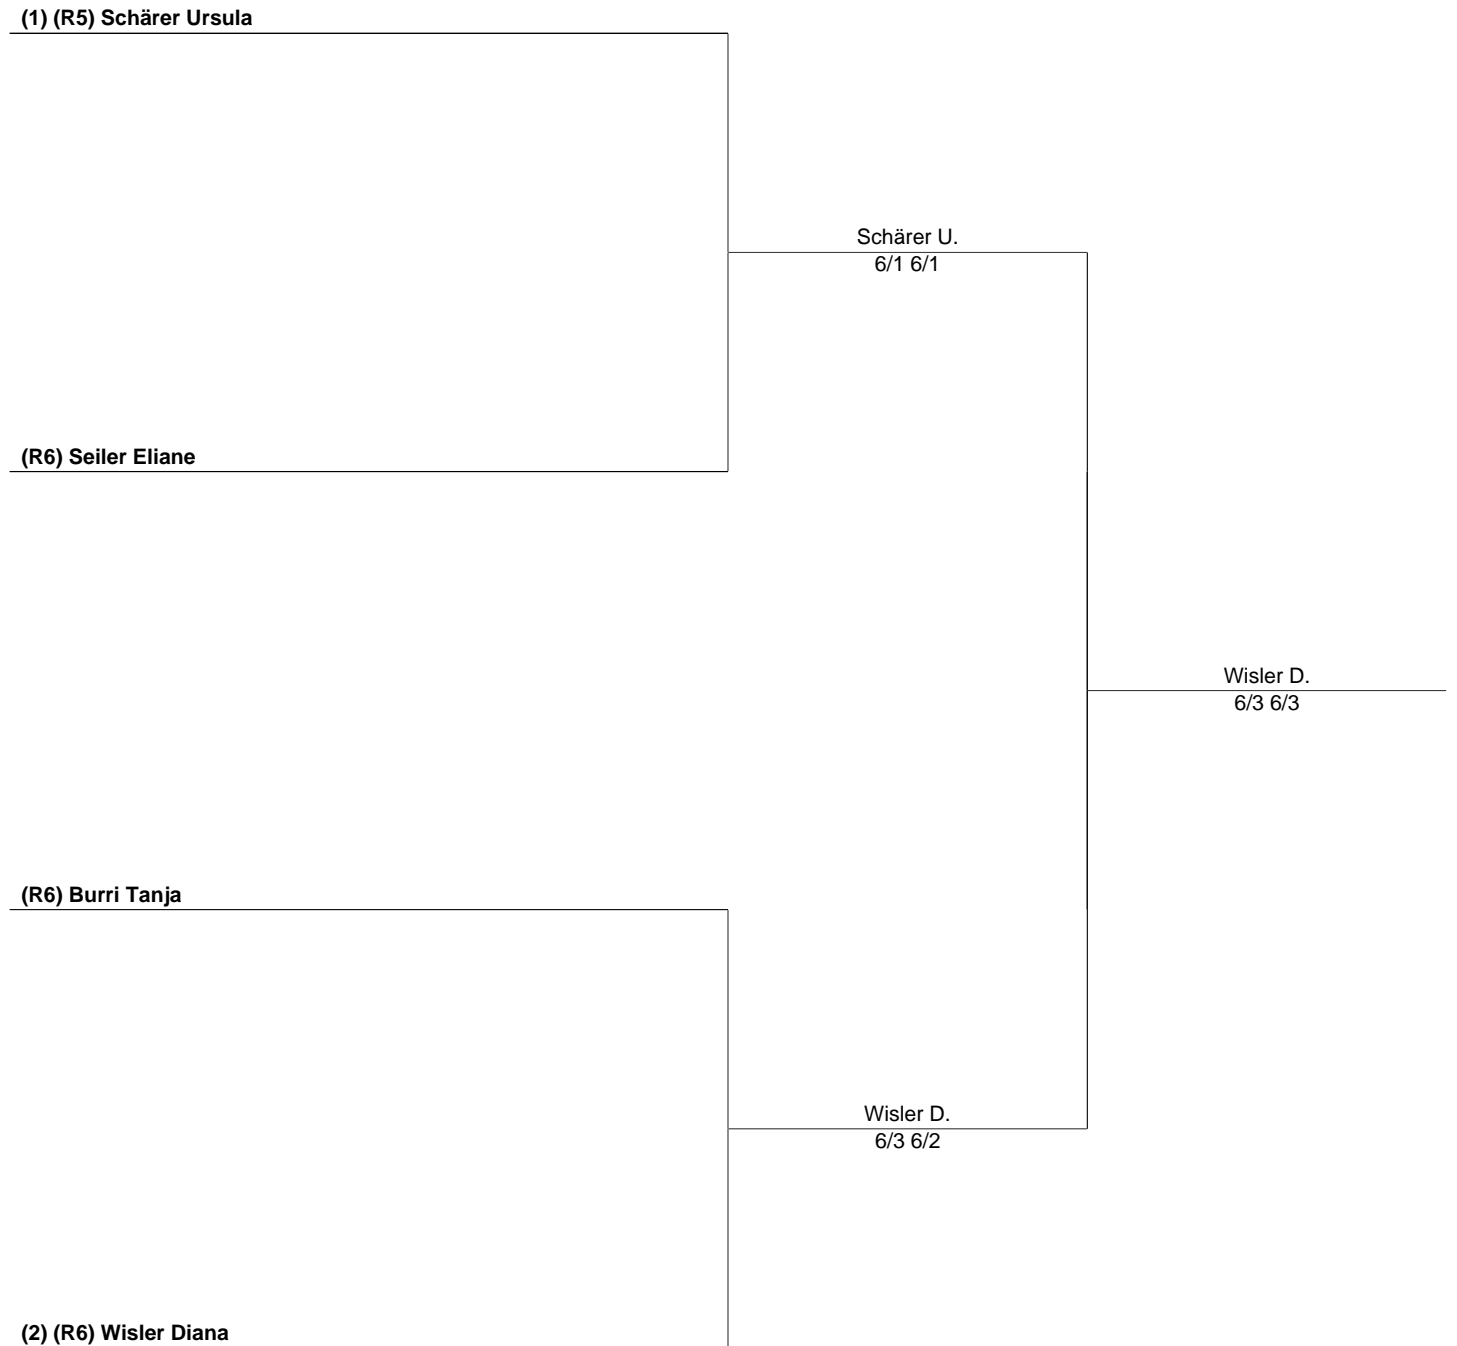 (1) (R5) Schärer Ursula
Schärer U.
6/1 6/1
(R6) Seiler Eliane
Wisler D.
6/3 6/3
(R6) Burri Tanja
Wisler D.
6/3 6/2
(2) (R6) Wisler Diana